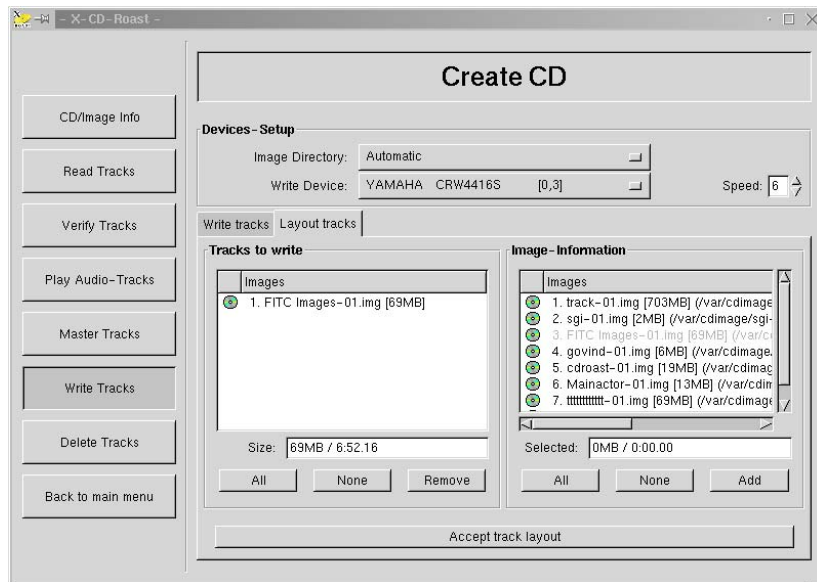 - X-CD-Roast -
Create CD
CD/Image Info
Read Tracks
Verify Tracks
Play Audio-Tracks
Master Tracks
Write Tracks
Delete Tracks
Back to main menu
Devices-Setup
Image Directory: Automatic
Write Device: YAMAHA CRW4416S [0,3] Speed: 6
Write tracks Layout tracks
Tracks to write
Images
1. FITC Images-01.img [69MB]
Size: 69MB / 6:52.16
All None Remove
Image-Information
Images
1. track-01.img [703MB] (/var/cdimage
2. sgi-01.img [2MB] (/var/cdimage/sgi-
3. FITC Images-01.img [69MB] (/var/c
4. govind-01.img [6MB] (/var/cdimage.
5. cdroast-01.img [19MB] (/var/cdimag
6. Mainactor-01.img [13MB] (/var/cdim
-01.img [69MB] (/var/cdimage
Selected: 0MB / 0:00.00
All None Add
Accept track layout